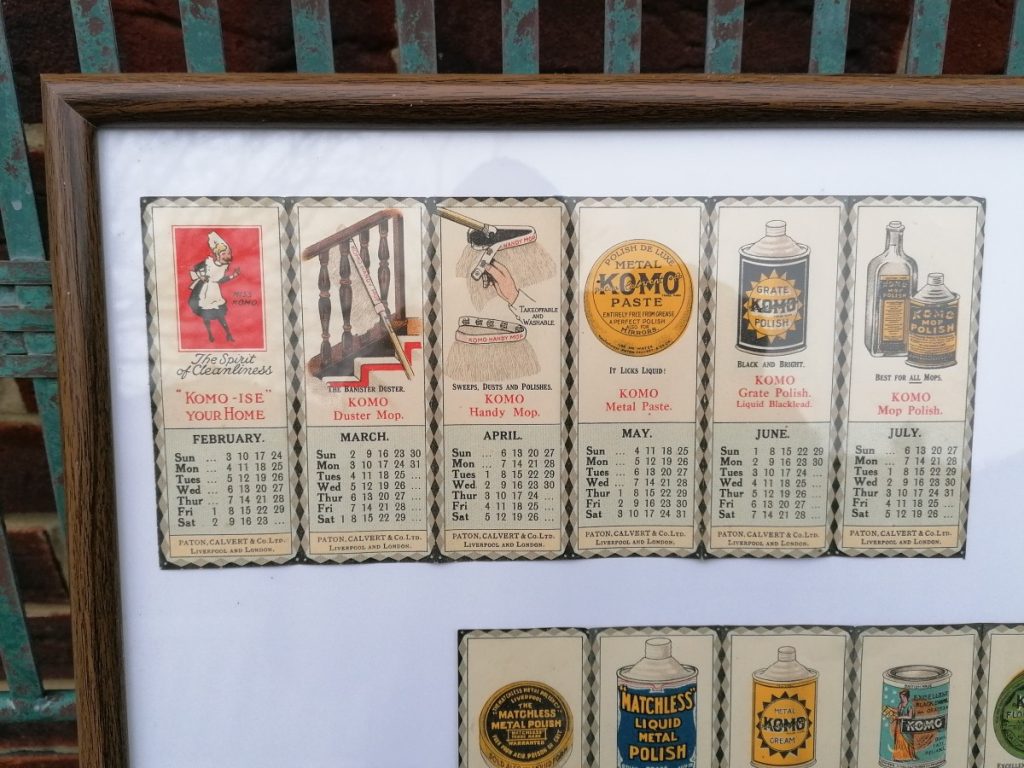 MISS
KOMO.
The Spirit
of Cleanliness
"KOMO-ISE"
YOUR HOME
FEBRUARY.
Sun ... 3 10 17 24
Mon ... 4 11 18 25
Tues ... 5 12 19 26
Wed ... 6 13 20 27
Thur ... 7 14 21 28
Fri 1 8 15 22 29
Sat 2 9 16 23 ...
PATON, CALVERT & CO. LTD.
LIVERPOOL AND LONDON.
THE BANISTER DUSTER.
KOMO
Duster Mop.
MARCH.
Sun 2 9 16 23 30
Mon 3 10 17 24 31
Tues 4 11 18 25 ...
Wed 5 12 19 26 ...
Thur 6 13 20 27 ...
Fri 7 14 21 28 ...
Sat 1 8 15 22 29 ...
PATON, CALVERT & CO. LTD.
LIVERPOOL AND LONDON.
HANDY MOP
TAKEOFFABLE
AND
WASHABLE.
KOMO HANDY MOP
SWEEPS, DUSTS AND POLISHES.
KOMO
Handy Mop.
APRIL.
Sun ... 6 13 20 27
Mon ... 7 14 21 28
Tues 1 8 15 22 29
Wed 2 9 16 23 30
Thur 3 10 17 24 ...
Fri 4 11 18 25 ...
Sat 5 12 19 26 ...
PATON, CALVERT & CO. LTD.
LIVERPOOL AND LONDON.
POLISH DE LUXE
METAL
KOMO
PASTE
ENTIRELY FREE FROM GREASE
A PERFECT POLISH
ALSO FOR
MIRRORS.
IT LICKS LIQUID!
KOMO
Metal Paste.
MAY.
Sun ... 4 11 18 25
Mon ... 5 12 19 26
Tues ... 6 13 20 27
Wed ... 7 14 21 28
Thur 1 8 15 22 29
Fri 2 9 16 23 30
Sat 3 10 17 24 31
PATON, CALVERT & CO. LTD.
LIVERPOOL AND LONDON.
GRATE
KOMO
POLISH
BLACK AND BRIGHT.
KOMO
Grate Polish.
Liquid Blacklead.
JUNE.
Sun 1 8 15 22 29
Mon 2 9 16 23 30
Tues 3 10 17 24 ...
Wed 4 11 18 25 ...
Thur 5 12 19 26 ...
Fri 6 13 20 27 ...
Sat 7 14 21 28 ...
PATON, CALVERT & CO. LTD.
LIVERPOOL AND LONDON.
KOMO
MOP
POLISH
KOMO
MOP
POLISH
BEST FOR ALL MOPS.
KOMO
Mop Polish.
JULY.
Sun ... 6 13 20 27
Mon ... 7 14 21 28
Tues 1 8 15 22 29
Wed 2 9 16 23 30
Thur 3 10 17 24 31
Fri 4 11 18 25 ...
Sat 5 12 19 26 ...
PATON, CALVERT & CO. LTD.
LIVERPOOL AND LONDON.
LIVERPOOL
THE
"MATCHLESS"
METAL POLISH
WARRANTED
"MATCHLESS"
LIQUID
METAL
POLISH
METAL
KOMO
CREAM
EXCELLENT
KOMO